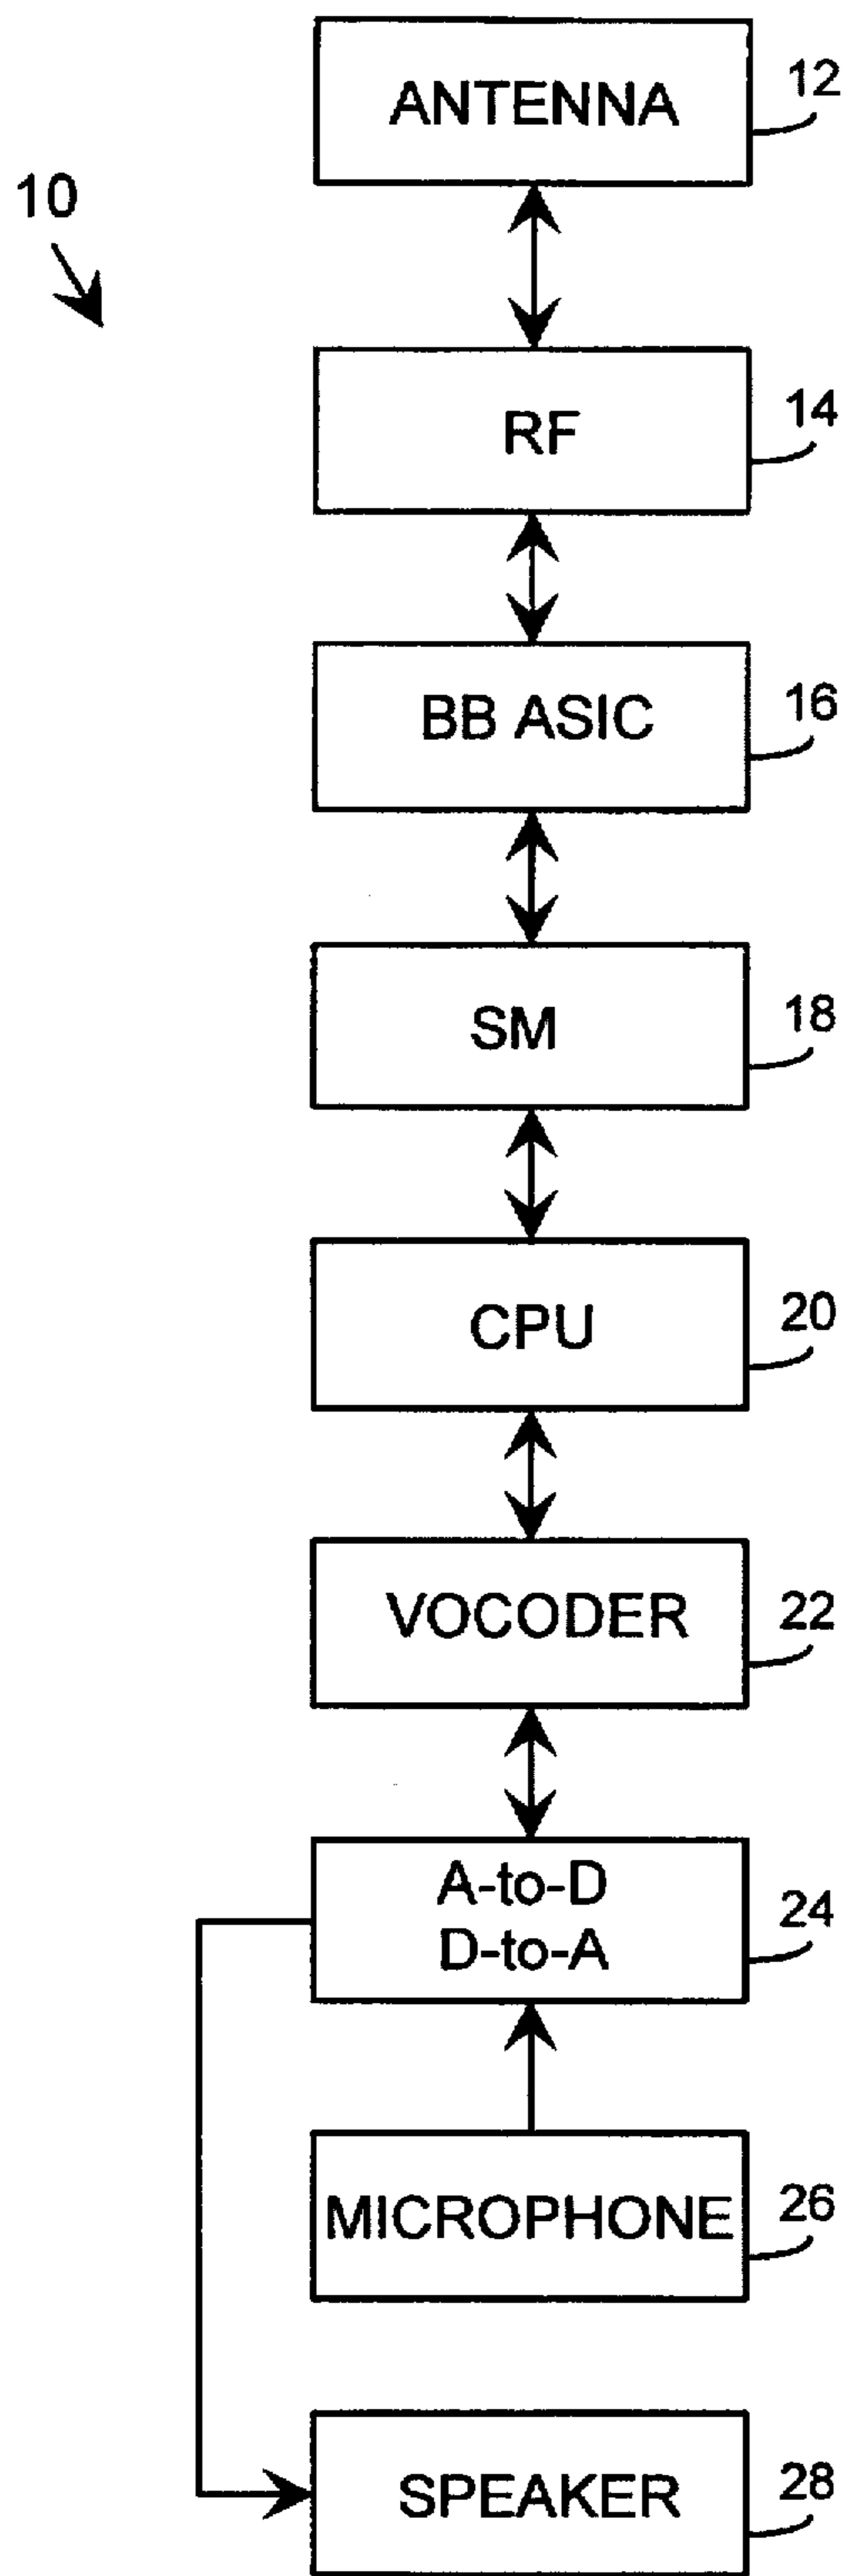 ANTENNA
12
10
RF
14
BB ASIC
16
SM
18
CPU
20
VOCODER
22
A-to-D
D-to-A
24
MICROPHONE
26
SPEAKER
28